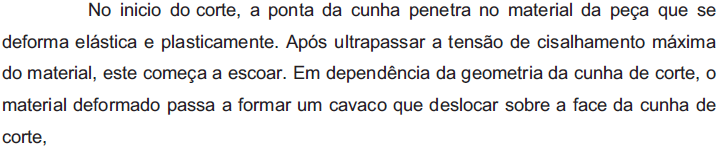 No inicio do corte, a ponta da cunha penetra no material da peça que se
deforma elástica e plasticamente. Após ultrapassar a tensão de cisalhamento máxima
do material, este começa a escoar. Em dependência da geometria da cunha de corte, o
material deformado passa a formar um cavaco que deslocar sobre a face da cunha de
corte,